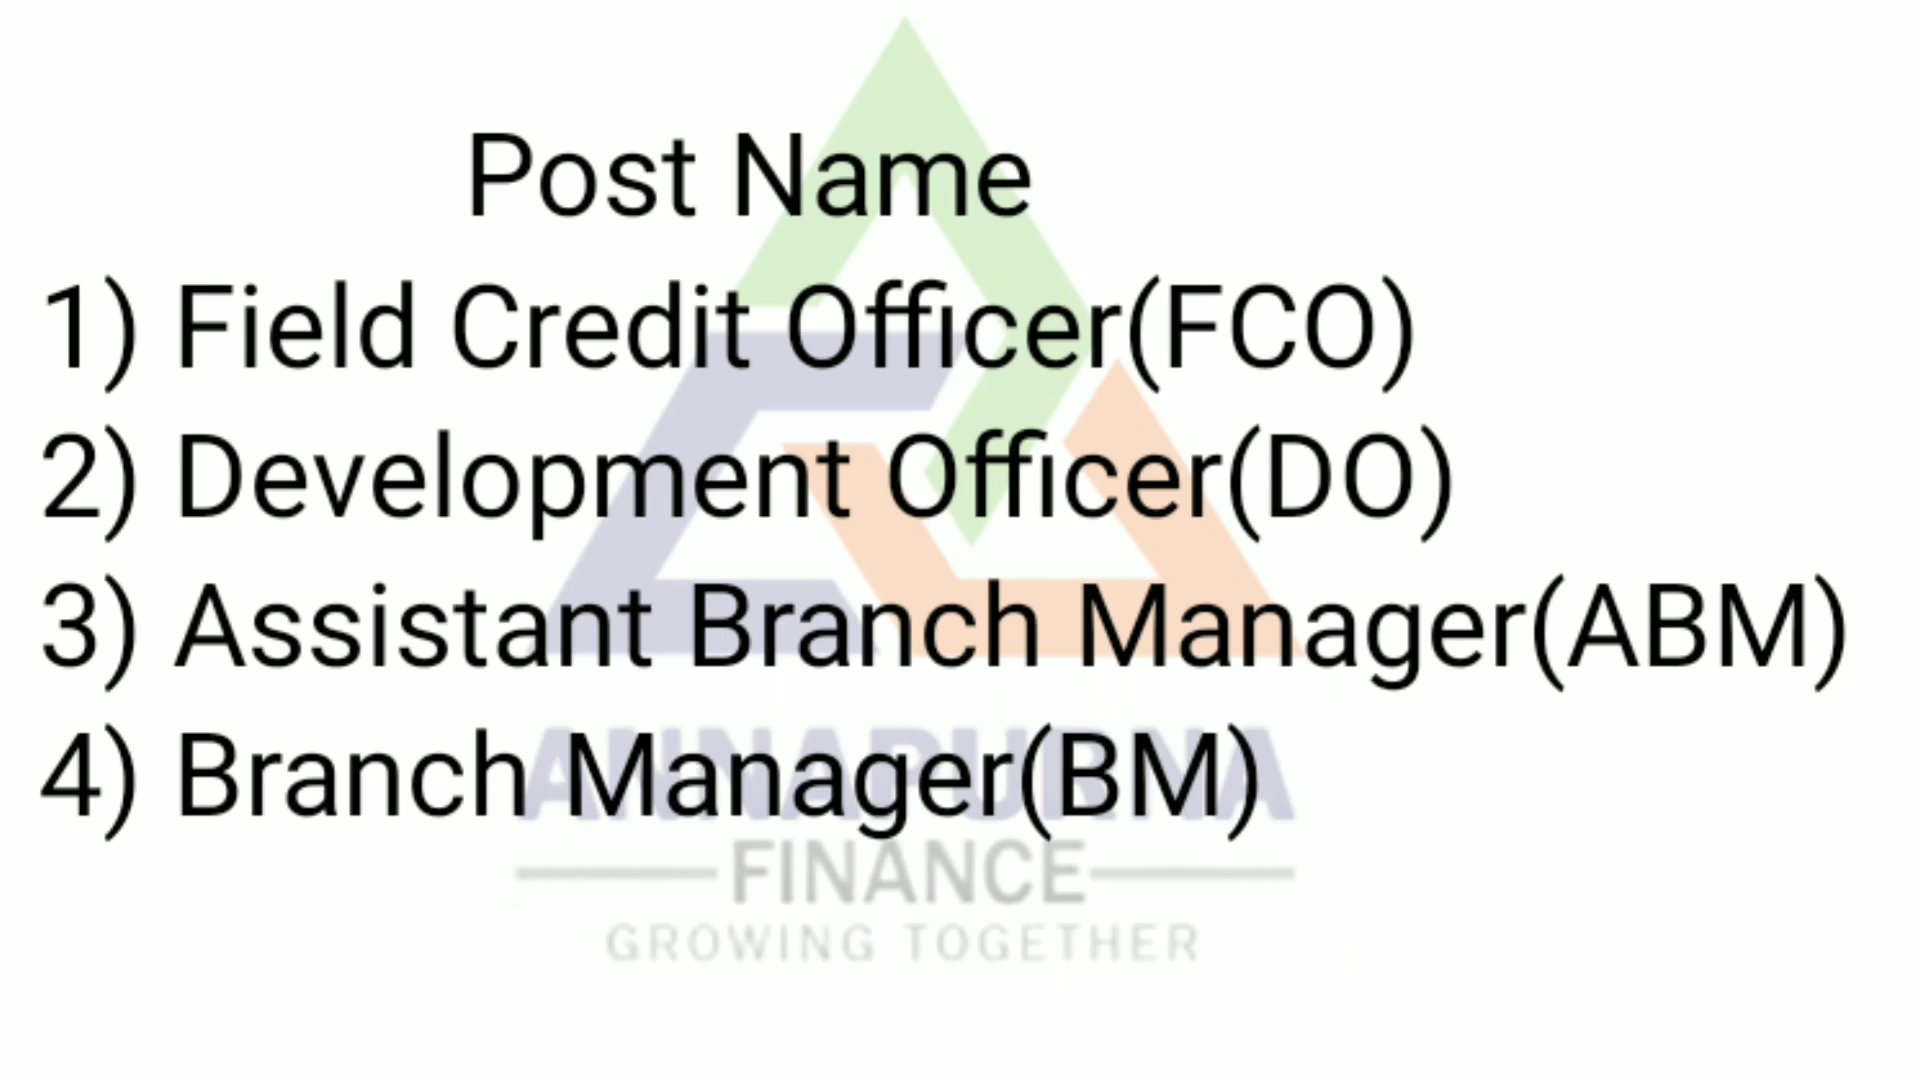 Post Name
1) Field Credit Officer(FCO)
2) Development Officer(DO)
3) Assistant Branch Manager(ABM)
4) Branch Manager(BM)
ANNAPURNA
FINANCE
GROWING TOGETHER